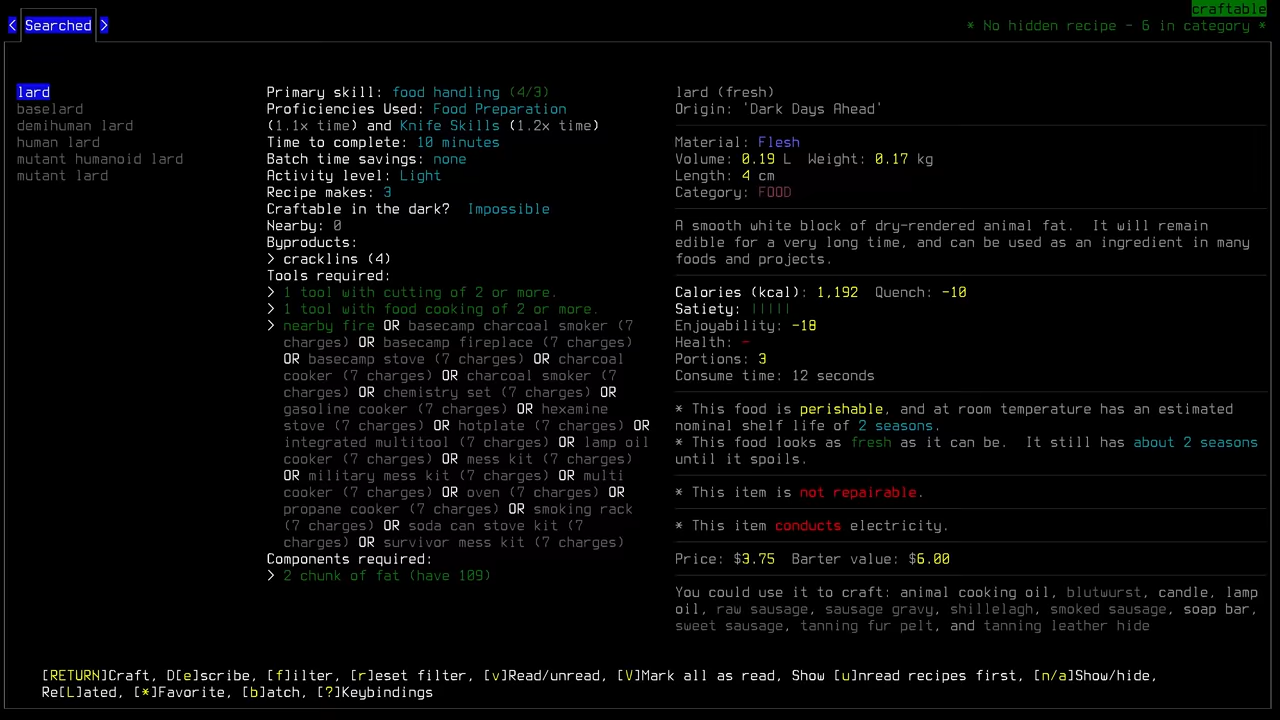 craftable
< Searched >
* No hidden recipe - 6 in category *
lard
baselard
demihuman lard
human lard
mutant humanoid lard
mutant lard
Primary skill: food handling (4/3)
Proficiencies Used: Food Preparation
(1.1x time) and Knife Skills (1.2x time)
Time to complete: 10 minutes
Batch time savings: none
Activity level: Light
Recipe makes: 3
Craftable in the dark?  Impossible
Nearby: 0
Byproducts:
> cracklins (4)
Tools required:
> 1 tool with cutting of 2 or more.
> 1 tool with food cooking of 2 or more.
> nearby fire OR basecamp charcoal smoker (7
charges) OR basecamp fireplace (7 charges)
OR basecamp stove (7 charges) OR charcoal
cooker (7 charges) OR charcoal smoker (7
charges) OR chemistry set (7 charges) OR
gasoline cooker (7 charges) OR hexamine
stove (7 charges) OR hotplate (7 charges) OR
integrated multitool (7 charges) OR lamp oil
cooker (7 charges) OR mess kit (7 charges)
OR military mess kit (7 charges) OR multi
cooker (7 charges) OR oven (7 charges) OR
propane cooker (7 charges) OR smoking rack
(7 charges) OR soda can stove kit (7
charges) OR survivor mess kit (7 charges)
Components required:
> 2 chunk of fat (have 109)
lard (fresh)
Origin: 'Dark Days Ahead'
Material: Flesh
Volume: 0.19 L  Weight: 0.17 kg
Length: 4 cm
Category: FOOD
A smooth white block of dry-rendered animal fat.  It will remain
edible for a very long time, and can be used as an ingredient in many
foods and projects.
Calories (kcal): 1,192  Quench: -10
Satiety: |||||
Enjoyability: -18
Health: -
Portions: 3
Consume time: 12 seconds
* This food is perishable, and at room temperature has an estimated
nominal shelf life of 2 seasons.
* This food looks as fresh as it can be.  It still has about 2 seasons
until it spoils.
* This item is not repairable.
* This item conducts electricity.
Price: $3.75  Barter value: $6.00
You could use it to craft: animal cooking oil, blutwurst, candle, lamp
oil, raw sausage, sausage gravy, shillelagh, smoked sausage, soap bar,
sweet sausage, tanning fur pelt, and tanning leather hide
[RETURN]Craft, D[e]scribe, [f]ilter, [r]eset filter, [v]Read/unread, [V]Mark all as read, Show [u]nread recipes first, [n/a]Show/hide,
Re[L]ated, [*]Favorite, [b]atch, [?]Keybindings